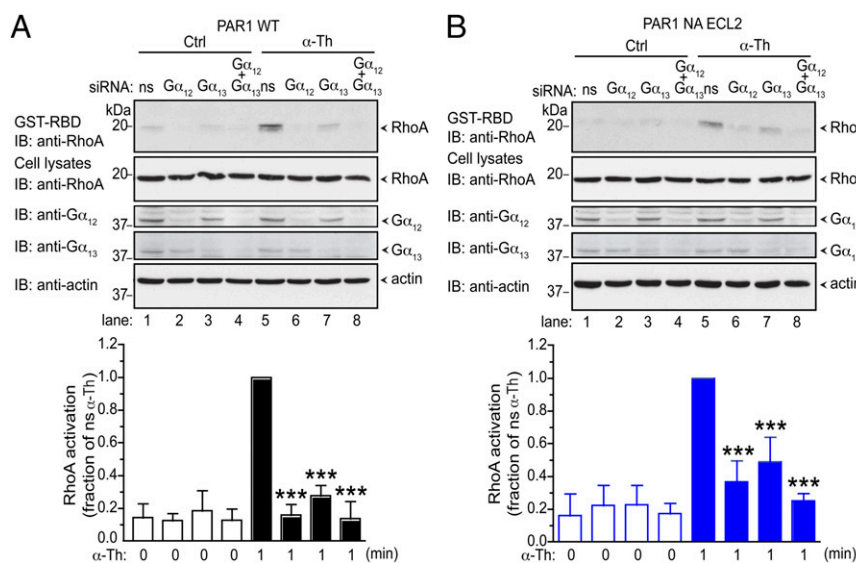 A
PAR1 WT
Ctrl
α-Th
siRNA: ns Gα12 Gα13 Gα12 + Gα13 ns Gα12 Gα13 Gα12 + Gα13
kDa
GST-RBD
IB: anti-RhoA
20
RhoA
Cell lysates
IB: anti-RhoA
20
RhoA
IB: anti-Gα12
37
Gα12
IB: anti-Gα13
37
Gα13
IB: anti-actin
37
actin
lane: 1 2 3 4 5 6 7 8
RhoA activation
(fraction of ns α-Th)
1.2
1.0
0.8
0.6
0.4
0.2
0.0
*** *** ***
α-Th: 0 0 0 0 1 1 1 1 (min)
B
PAR1 NA ECL2
Ctrl
α-Th
siRNA: ns Gα12 Gα13 Gα12 + Gα13 ns Gα12 Gα13 Gα12 + Gα13
kDa
GST-RBD
IB: anti-RhoA
20
Rho
Cell lysates
IB: anti-RhoA
20
Rho
IB: anti-Gα12
37
Gα1
IB: anti-Gα13
37
Gα1
IB: anti-actin
37
actin
lane: 1 2 3 4 5 6 7 8
RhoA activation
(fraction of ns α-Th)
1.2
1.0
0.8
0.6
0.4
0.2
0.0
*** *** ***
α-Th: 0 0 0 0 1 1 1 1 (min)